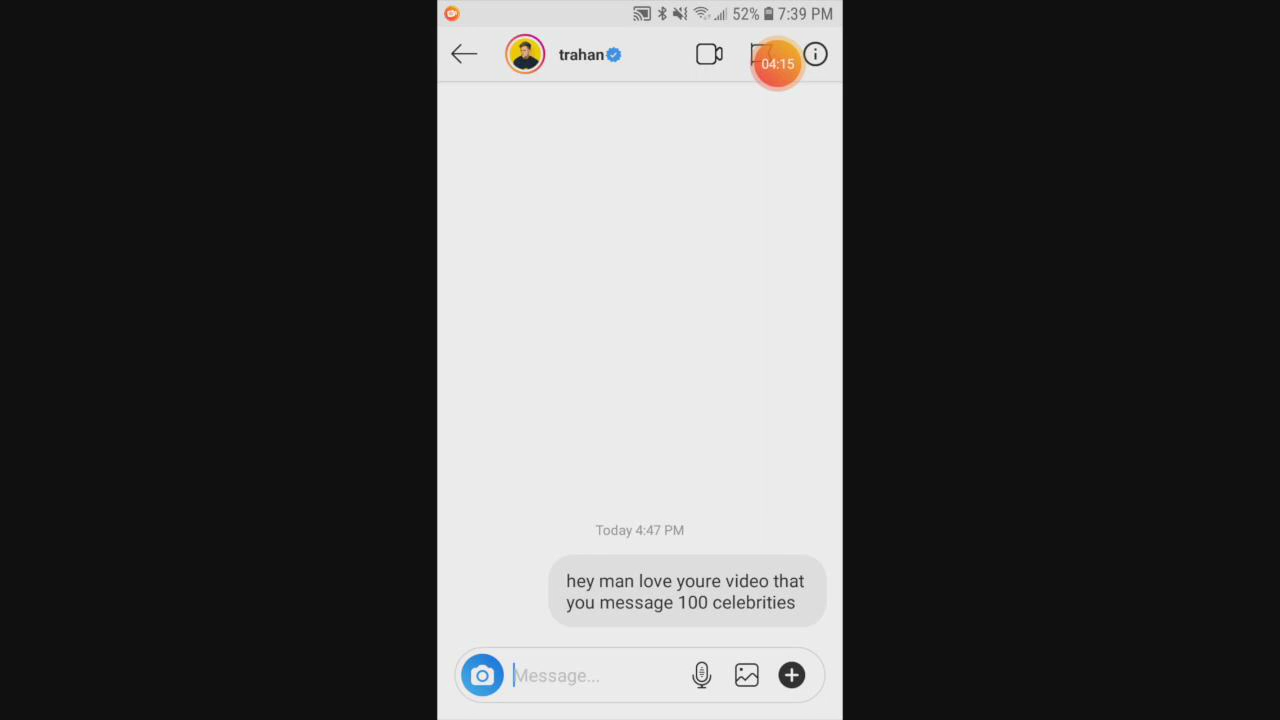 52% 7:39 PM
trahan
04:15
Today 4:47 PM
hey man love youre video that
you message 100 celebrities
Message...